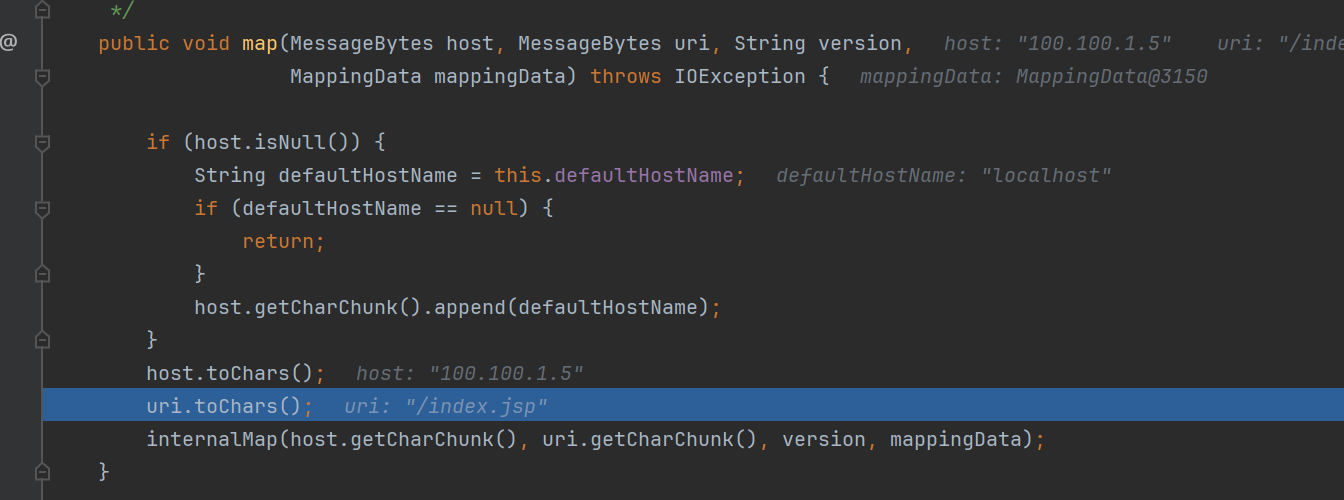 */
@ public void map(MessageBytes host, MessageBytes uri, String version, host: "100.100.1.5" uri: "/inde
MappingData mappingData) throws IOException { mappingData: MappingData@3150
if (host.isNull()) {
String defaultHostName = this.defaultHostName; defaultHostName: "localhost"
if (defaultHostName == null) {
return;
}
host.getCharChunk().append(defaultHostName);
}
host.toChars(); host: "100.100.1.5"
uri.toChars(); uri: "/index.jsp"
internalMap(host.getCharChunk(), uri.getCharChunk(), version, mappingData);
}